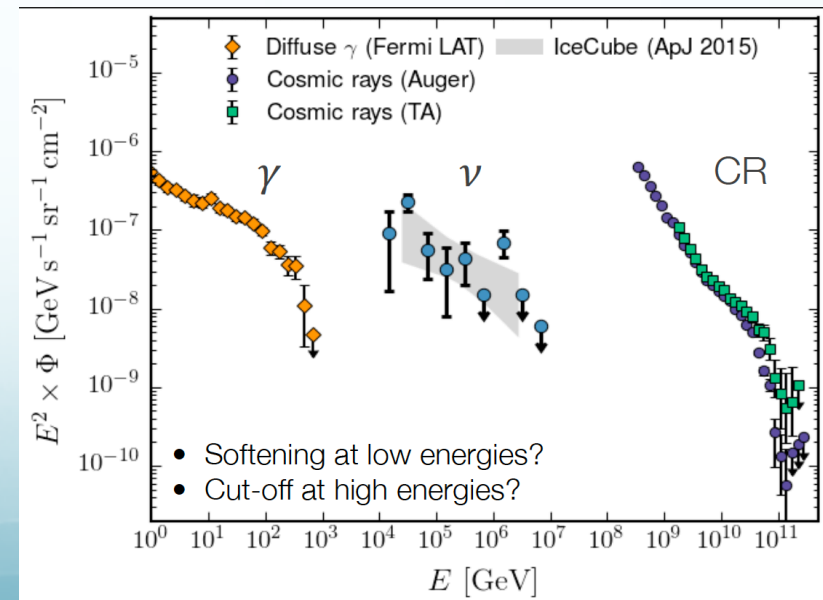 Diffuse γ (Fermi LAT)
IceCube (ApJ 2015)
Cosmic rays (Auger)
Cosmic rays (TA)
γ
ν
CR
E² × Φ [GeV s⁻¹ sr⁻¹ cm⁻²]
10⁻⁵
10⁻⁶
10⁻⁷
10⁻⁸
10⁻⁹
10⁻¹⁰
• Softening at low energies?
• Cut-off at high energies?
10⁰ 10¹ 10² 10³ 10⁴ 10⁵ 10⁶ 10⁷ 10⁸ 10⁹ 10¹⁰ 10¹¹
E [GeV]